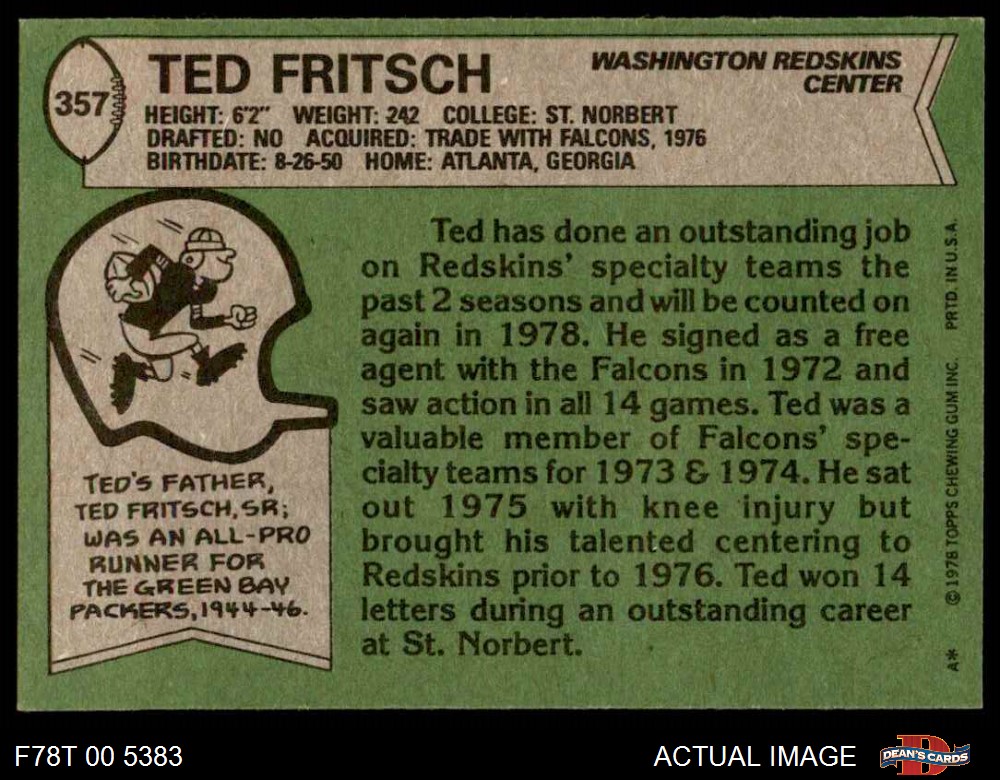 357
TED FRITSCH
WASHINGTON REDSKINS
CENTER
HEIGHT: 6'2" WEIGHT: 242 COLLEGE: ST. NORBERT
DRAFTED: NO ACQUIRED: TRADE WITH FALCONS, 1976
BIRTHDATE: 8-26-50 HOME: ATLANTA, GEORGIA
TED'S FATHER,
TED FRITSCH, SR;
WAS AN ALL-PRO
RUNNER FOR
THE GREEN BAY
PACKERS, 1944-46.
Ted has done an outstanding job
on Redskins' specialty teams the
past 2 seasons and will be counted on
again in 1978. He signed as a free
agent with the Falcons in 1972 and
saw action in all 14 games. Ted was a
valuable member of Falcons' spe-
cialty teams for 1973 & 1974. He sat
out 1975 with knee injury but
brought his talented centering to
Redskins prior to 1976. Ted won 14
letters during an outstanding career
at St. Norbert.
A* © 1978 TOPPS CHEWING GUM INC. PRTD. IN U.S.A.
F78T 00 5383
ACTUAL IMAGE
D
DEAN'S CARDS